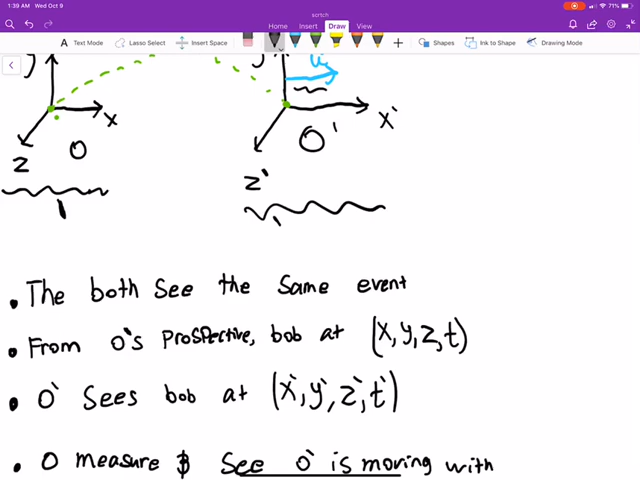 1:39 AM Wed Oct 9
scrtch
71%
Home Insert Draw View
Text Mode Lasso Select Insert Space Shapes Ink to Shape Drawing Mode
y y u
x x`
O O'
z z`
• The both see the same event
• From O's prospective, bob at (x, y, z, t)
• O` sees bob at (x`, y`, z`, t`)
• O measure $ see O` is moving with